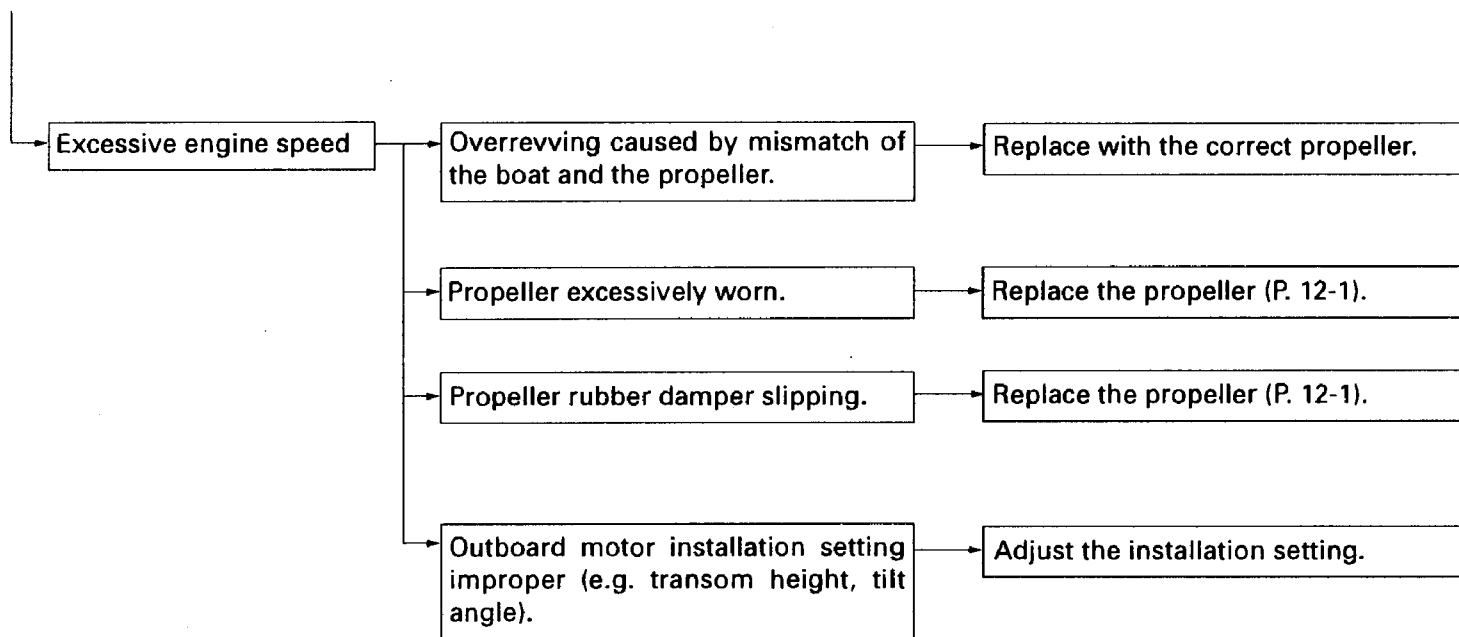 Excessive engine speed
Overrevving caused by mismatch of
the boat and the propeller.
Replace with the correct propeller.
Propeller excessively worn.
Replace the propeller (P. 12-1).
Propeller rubber damper slipping.
Replace the propeller (P. 12-1).
Outboard motor installation setting
improper (e.g. transom height, tilt
angle).
Adjust the installation setting.